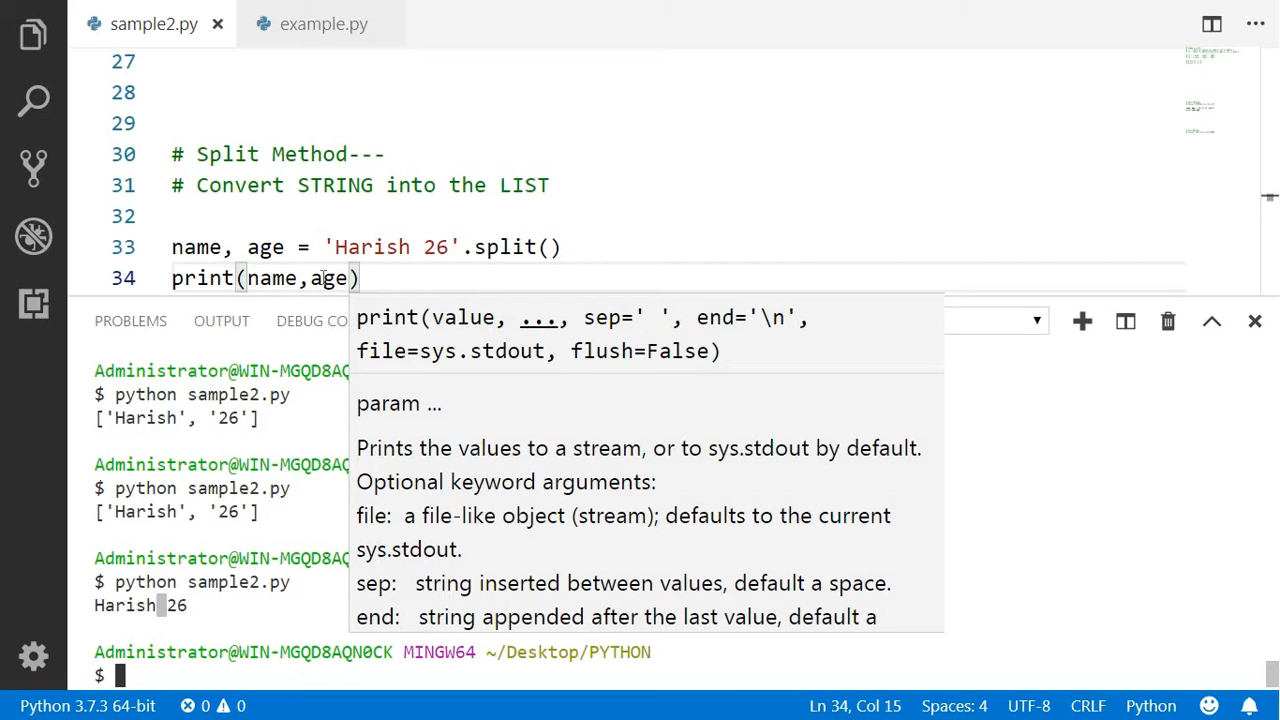 sample2.py
example.py
27
28
29
30 # Split Method---
31 # Convert STRING into the LIST
32
33 name, age = 'Harish 26'.split()
34 print(name,age)
print(value, ..., sep=' ', end='\n',
file=sys.stdout, flush=False)
param ...
Prints the values to a stream, or to sys.stdout by default.
Optional keyword arguments:
file: a file-like object (stream); defaults to the current
sys.stdout.
sep: string inserted between values, default a space.
end: string appended after the last value, default a
PROBLEMS OUTPUT DEBUG CO
Administrator@WIN-MGQD8AQ
$ python sample2.py
['Harish', '26']
Administrator@WIN-MGQD8AQ
$ python sample2.py
['Harish', '26']
Administrator@WIN-MGQD8AQ
$ python sample2.py
Harish 26
Administrator@WIN-MGQD8AQN0CK MINGW64 ~/Desktop/PYTHON
$
Python 3.7.3 64-bit 0 0 Ln 34, Col 15 Spaces: 4 UTF-8 CRLF Python